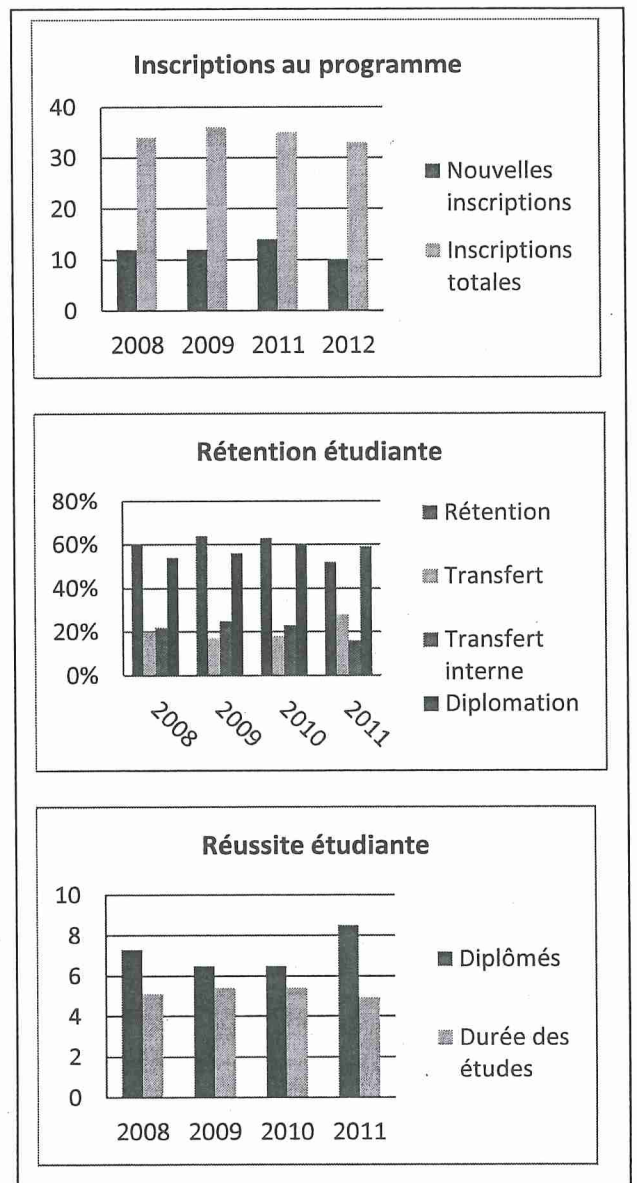 Inscriptions au programme
40
30
20
10
0
2008 2009 2011 2012
Nouvelles
inscriptions
Inscriptions
totales
Rétention étudiante
80%
60%
40%
20%
0%
2008 2009 2010 2011
Rétention
Transfert
Transfert
interne
Diplomation
Réussite étudiante
10
8
6
4
2
0
2008 2009 2010 2011
Diplômés
Durée des
études